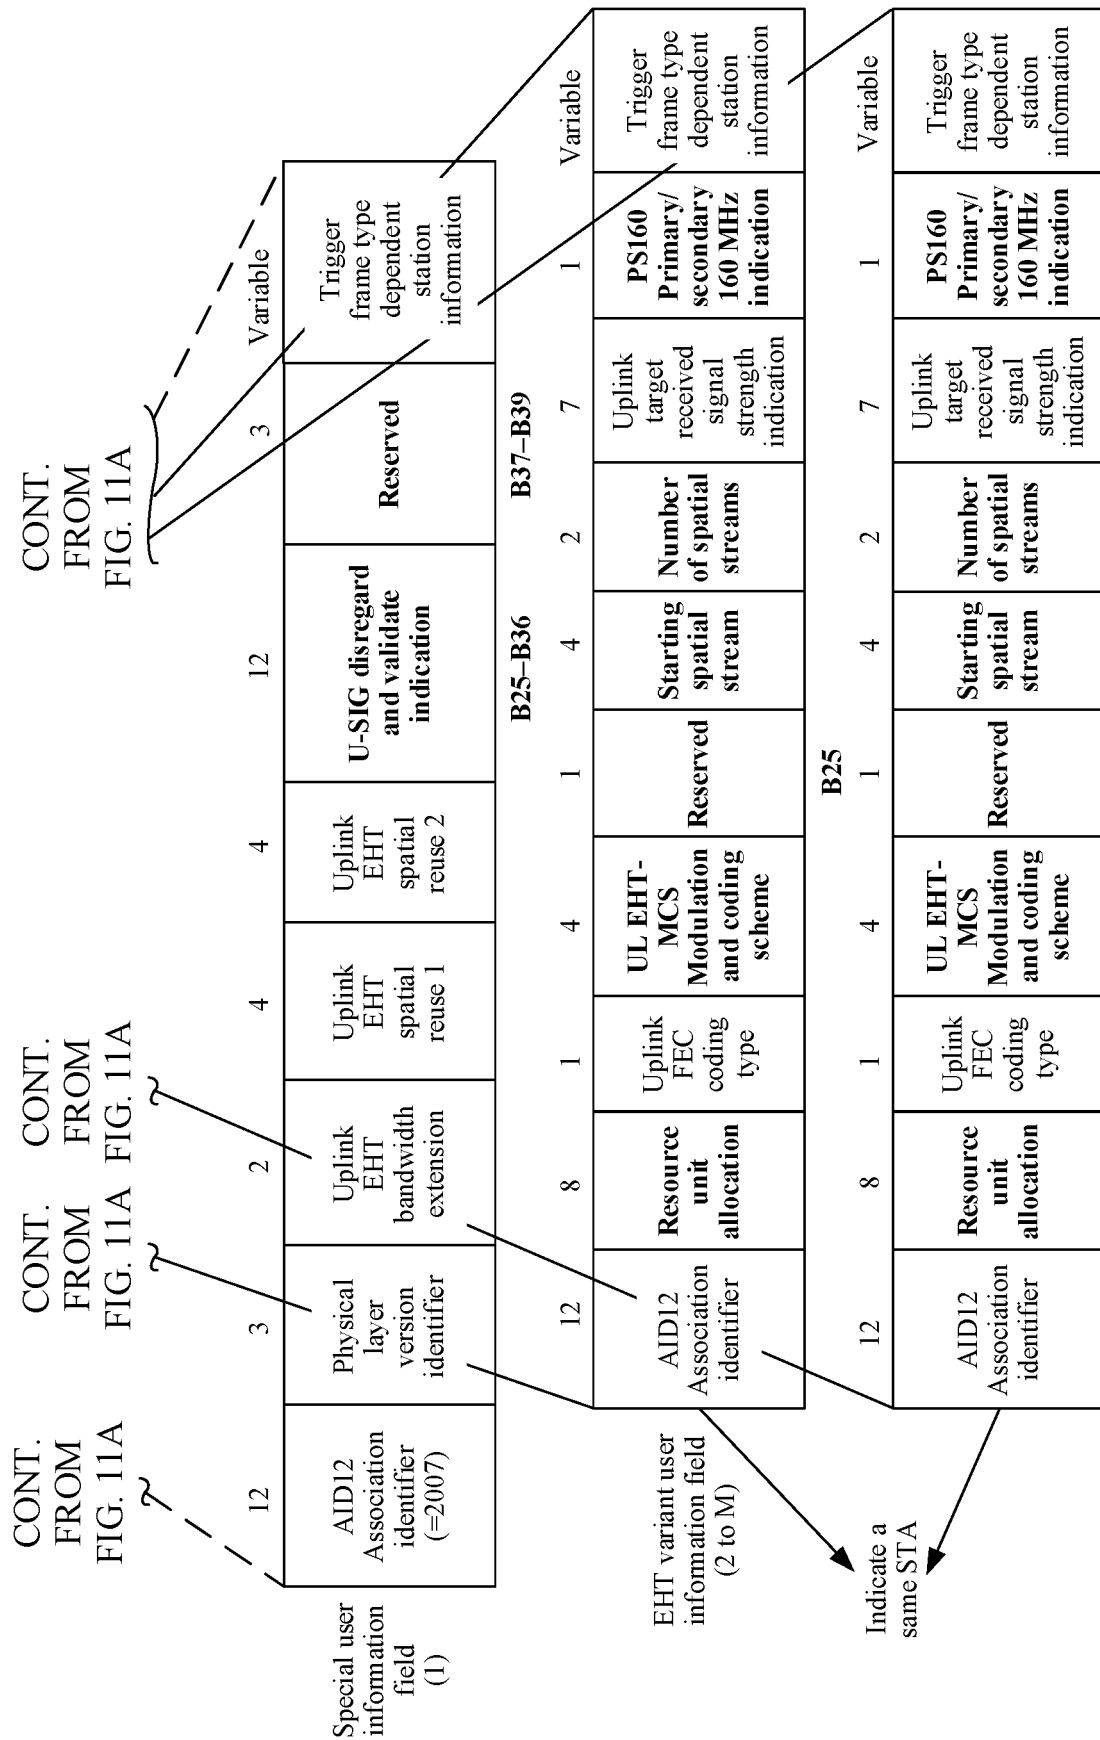 CONT.
FROM
FIG. 11A
CONT.
FROM
FIG. 11A
CONT.
FROM
FIG. 11A
CONT.
FROM
FIG. 11A
12
3
2
4
4
12
3
Variable
Special user
information
field
(1)
AID12
Association
identifier
(=2007)
Physical
layer
version
identifier
Uplink
EHT
bandwidth
extension
Uplink
EHT
spatial
reuse 1
Uplink
EHT
spatial
reuse 2
U-SIG disregard
and validate
indication
Reserved
Trigger
frame type
dependent
station
information
B25–B36
B37–B39
12
8
1
4
1
4
2
7
1
Variable
EHT variant user
information field
(2 to M)
AID12
Association
identifier
Resource
unit
allocation
Uplink
FEC
coding
type
UL EHT-
MCS
Modulation
and coding
scheme
Reserved
Starting
spatial
stream
Number
of spatial
streams
Uplink
target
received
signal
strength
indication
PS160
Primary/
secondary
160 MHz
indication
Trigger
frame type
dependent
station
information
B25
12
8
1
4
1
4
2
7
1
Variable
Indicate a
same STA
AID12
Association
identifier
Resource
unit
allocation
Uplink
FEC
coding
type
UL EHT-
MCS
Modulation
and coding
scheme
Reserved
Starting
spatial
stream
Number
of spatial
streams
Uplink
target
received
signal
strength
indication
PS160
Primary/
secondary
160 MHz
indication
Trigger
frame type
dependent
station
information